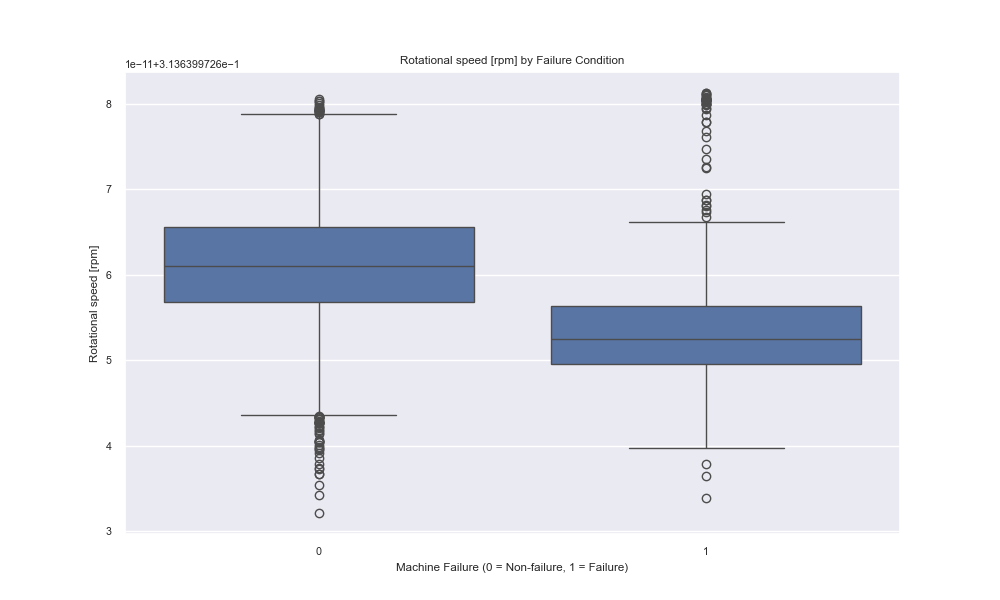 Rotational speed [rpm] by Failure Condition
1e−11+3.136399726e−1
8
7
6
5
4
3
Rotational speed [rpm]
0 1
Machine Failure (0 = Non-failure, 1 = Failure)